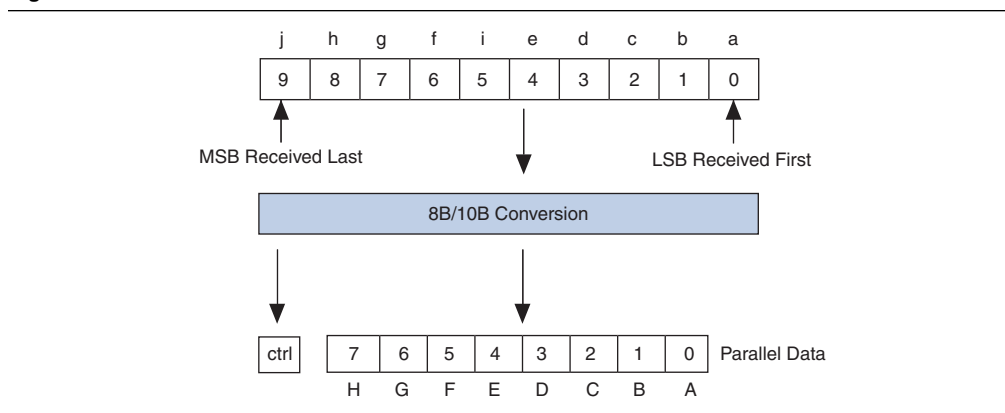 j h g f i e d c b a
9 8 7 6 5 4 3 2 1 0
MSB Received Last LSB Received First
8B/10B Conversion
ctrl 7 6 5 4 3 2 1 0 Parallel Data
H G F E D C B A